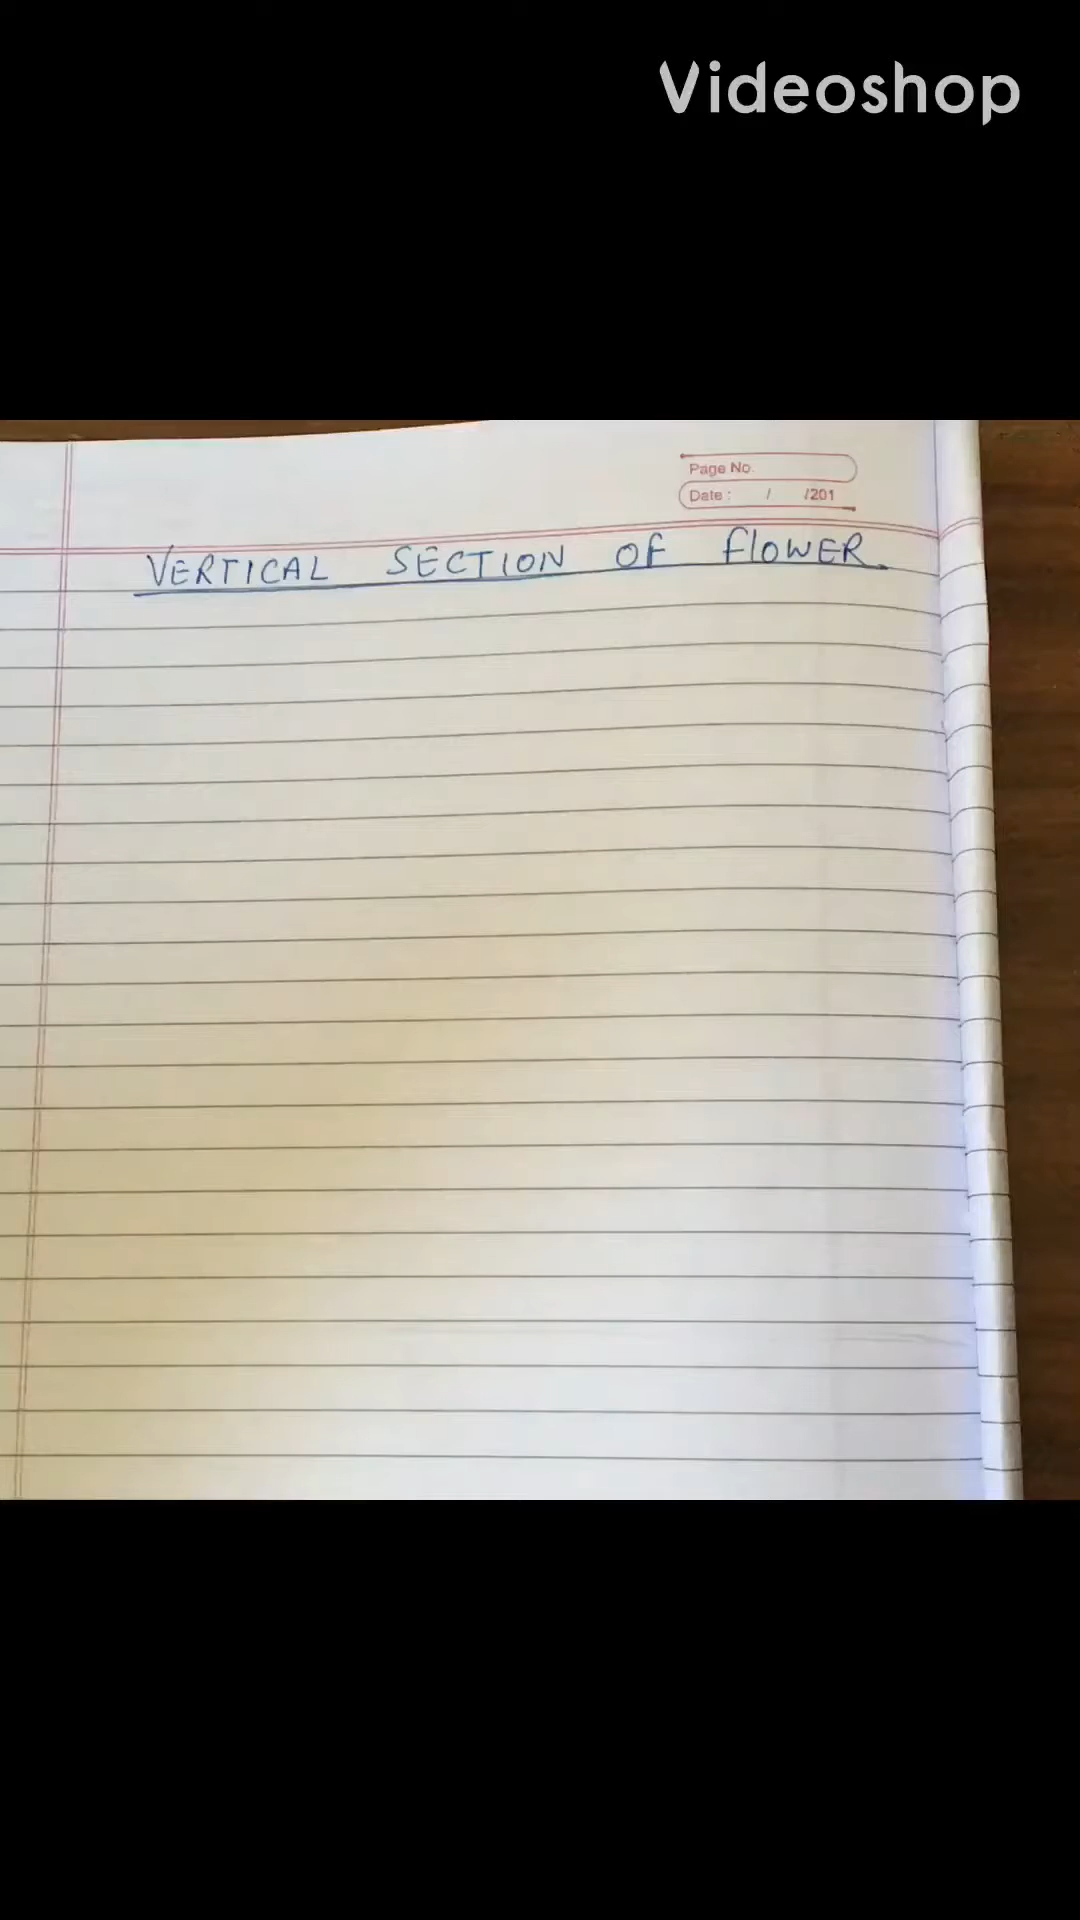 Videoshop
Page No.
Date : / /201
VERTICAL SECTION OF flOWER